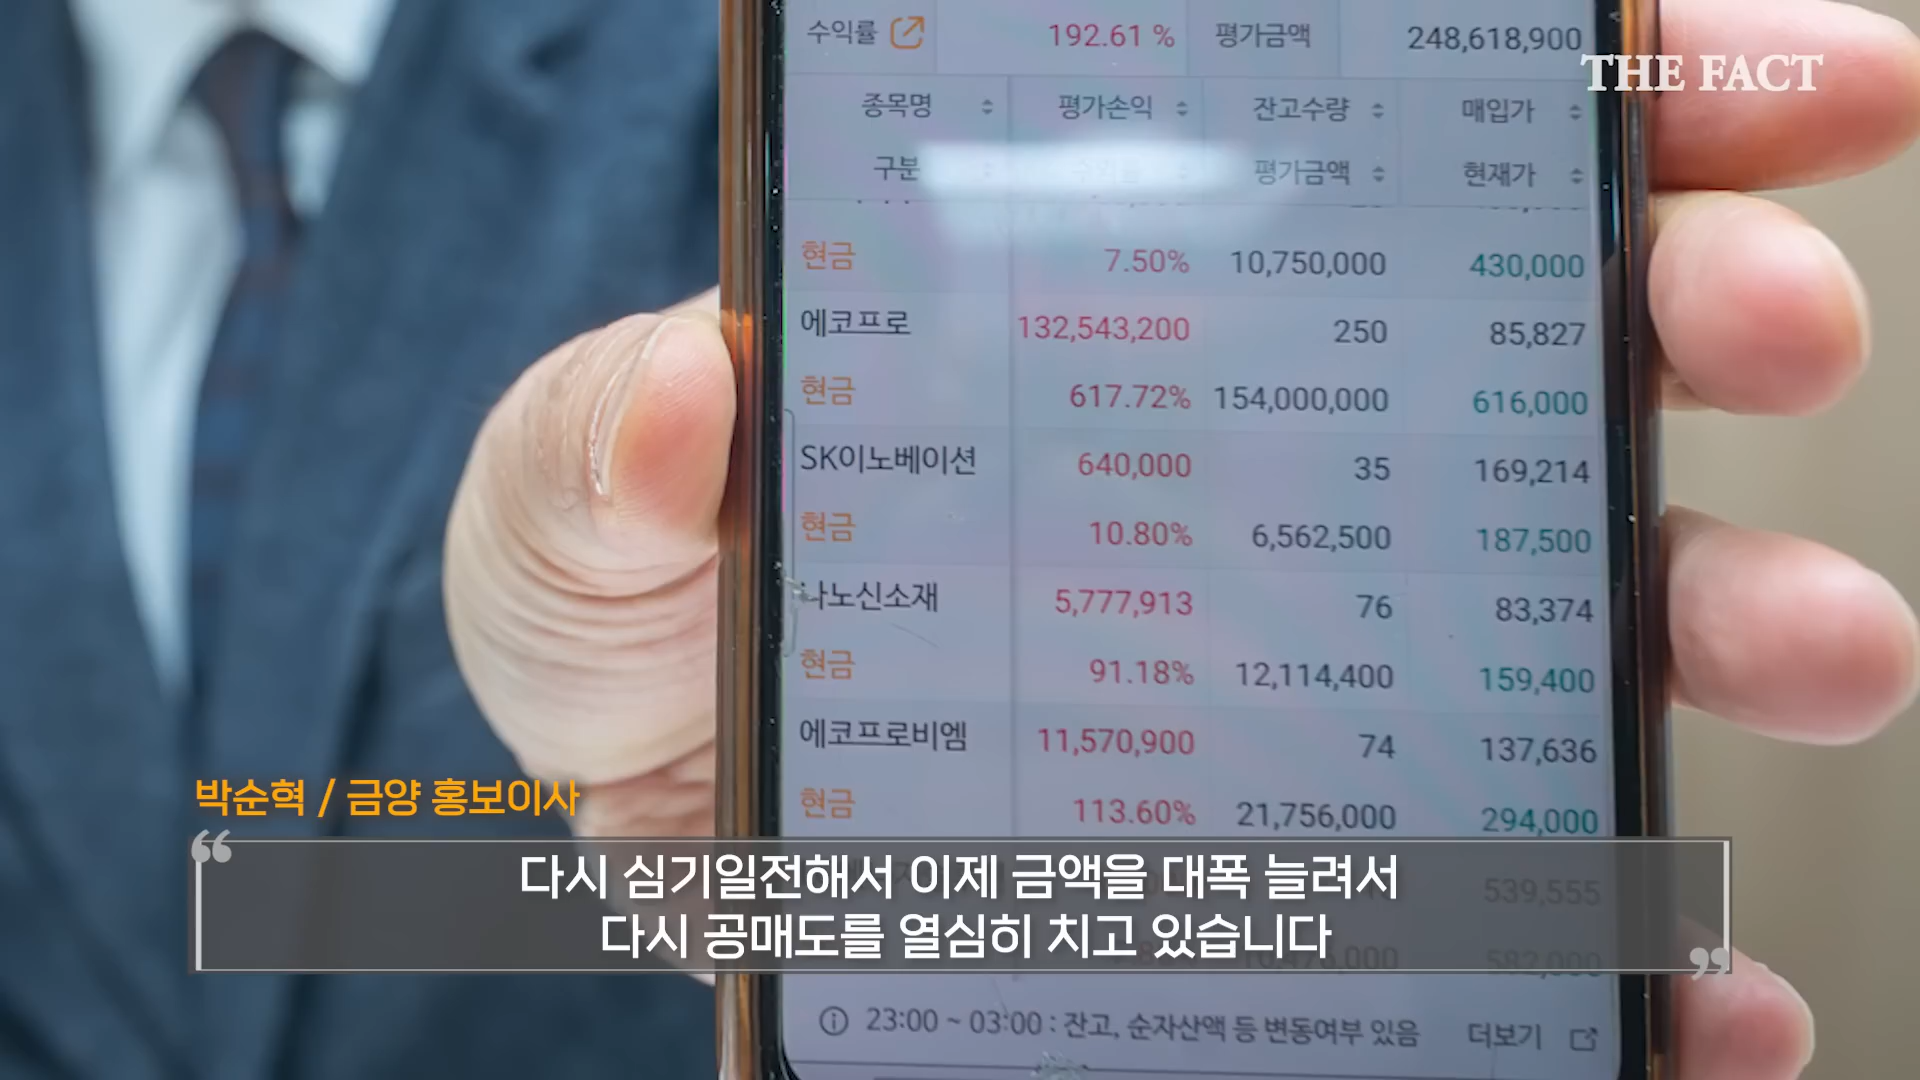 수익률 192.61 % 평가금액 248,618,900
THE FACT
종목명 평가손익 잔고수량 매입가
구분 수익률 평가금액 현재가
현금 7.50% 10,750,000 430,000
에코프로 132,543,200 250 85,827
현금 617.72% 154,000,000 616,000
SK이노베이션 640,000 35 169,214
현금 10.80% 6,562,500 187,500
나노신소재 5,777,913 76 83,374
현금 91.18% 12,114,400 159,400
에코프로비엠 11,570,900 74 137,636
현금 113.60% 21,756,000 294,000
박순혁 / 금양 홍보이사
“
다시 심기일전해서 이제 금액을 대폭 늘려서
다시 공매도를 열심히 치고 있습니다
”
539,555
10,476,000 582,000
23:00 ~ 03:00 : 잔고, 순자산액 등 변동여부 있음 더보기